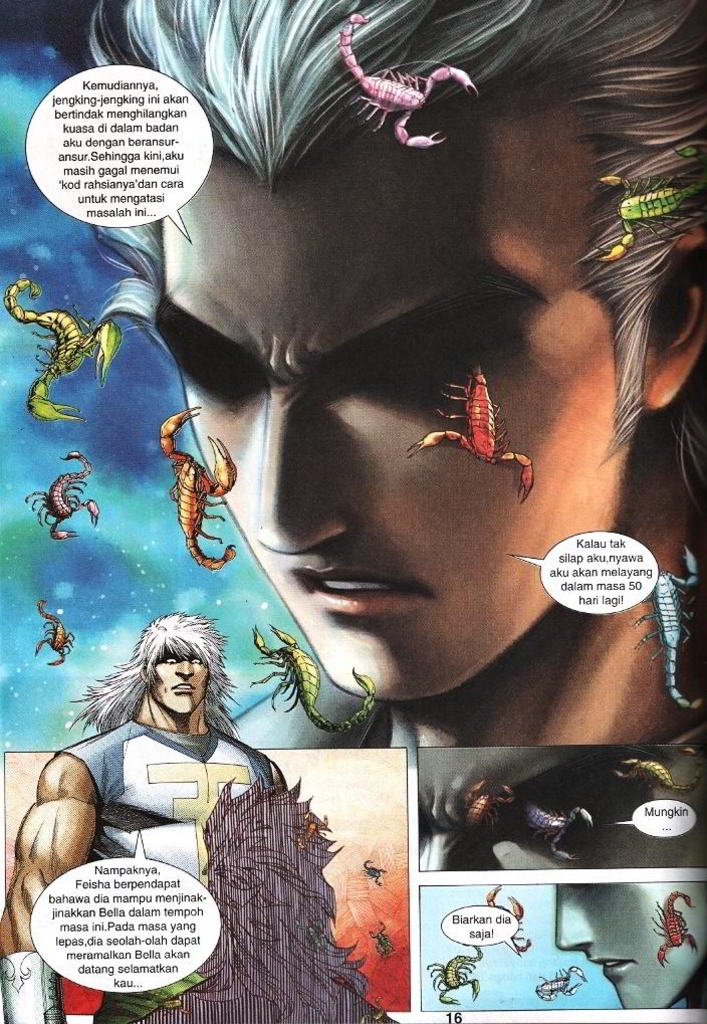 Kemudiannya,
jengking-jengking ini akan
bertindak menghilangkan
kuasa di dalam badan
aku dengan beransur-
ansur.Sehingga kini,aku
masih gagal menemui
'kod rahsianya'dan cara
untuk mengatasi
masalah ini...
Kalau tak
silap aku,nyawa
aku akan melayang
dalam masa 50
hari lagi!
Nampaknya,
Feisha berpendapat
bahawa dia mampu menjinak-
jinakkan Bella dalam tempoh
masa ini.Pada masa yang
lepas,dia seolah-olah dapat
meramalkan Bella akan
datang selamatkan
kau...
Mungkin
...
Biarkan dia
saja!
16